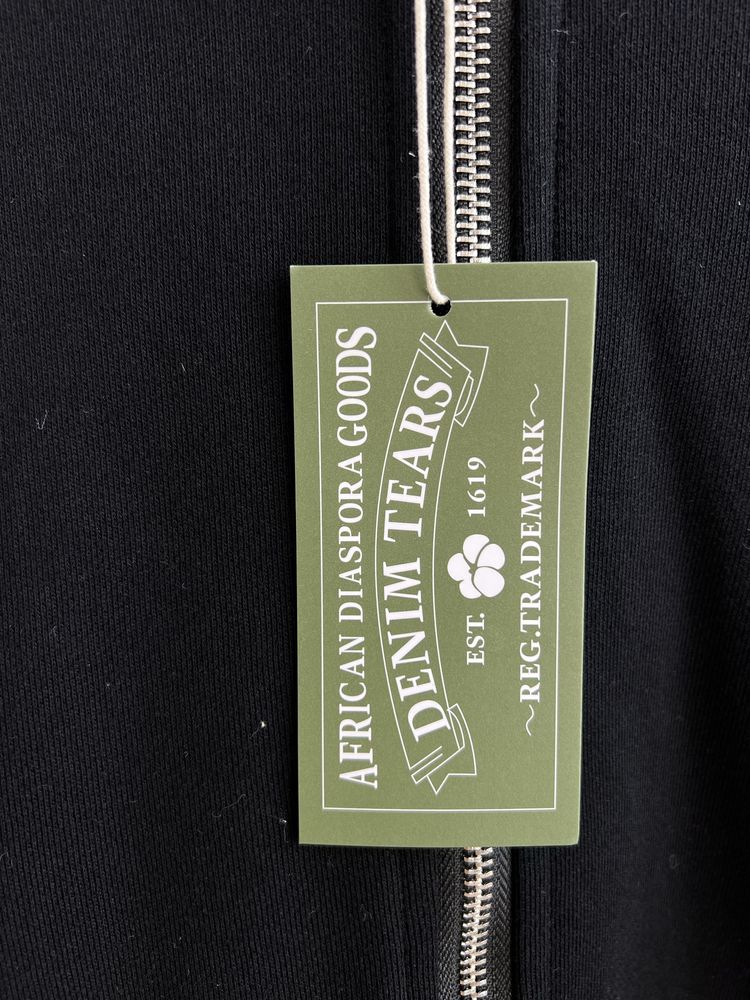 AFRICAN DIASPORA GOODS
DENIM TEARS
EST. 1619
~REG.TRADEMARK~